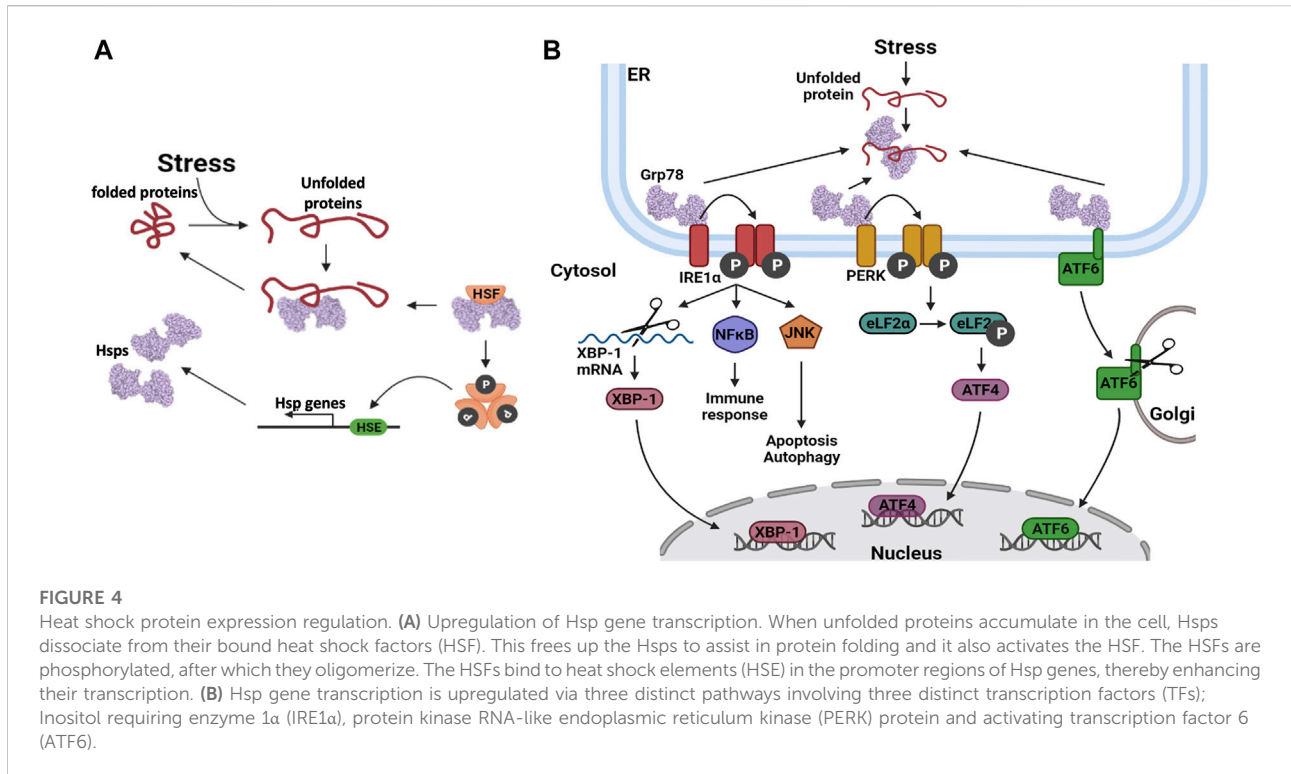 A
Stress
folded proteins
Unfolded
proteins
HSF
Hsps
Hsp genes
HSE
P
P
P
B
ER
Stress
Unfolded
protein
Grp78
IRE1α
P
P
PERK
P
P
ATF6
Cytosol
XBP-1
mRNA
NFκB
JNK
eLF2α
eLF2
P
XBP-1
Immune
response
Apoptosis
Autophagy
ATF4
ATF6
Golgi
XBP-1
ATF4
ATF6
Nucleus
FIGURE 4
Heat shock protein expression regulation. (A) Upregulation of Hsp gene transcription. When unfolded proteins accumulate in the cell, Hsps
dissociate from their bound heat shock factors (HSF). This frees up the Hsps to assist in protein folding and it also activates the HSF. The HSFs are
phosphorylated, after which they oligomerize. The HSFs bind to heat shock elements (HSE) in the promoter regions of Hsp genes, thereby enhancing
their transcription. (B) Hsp gene transcription is upregulated via three distinct pathways involving three distinct transcription factors (TFs);
Inositol requiring enzyme 1α (IRE1α), protein kinase RNA-like endoplasmic reticulum kinase (PERK) protein and activating transcription factor 6
(ATF6).